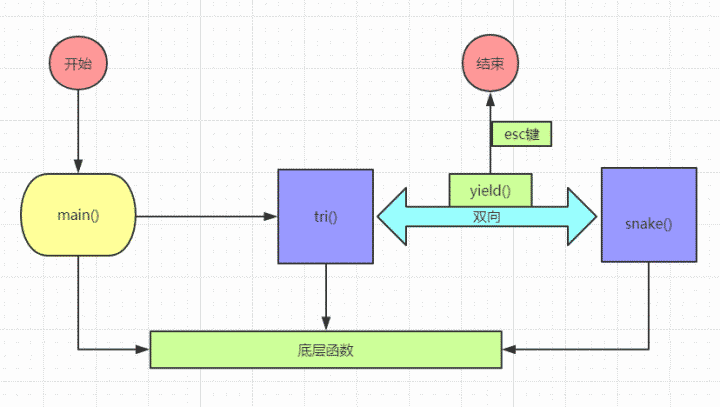 开始
结束
esc键
main()
tri()
yield()
双向
snake()
底层函数